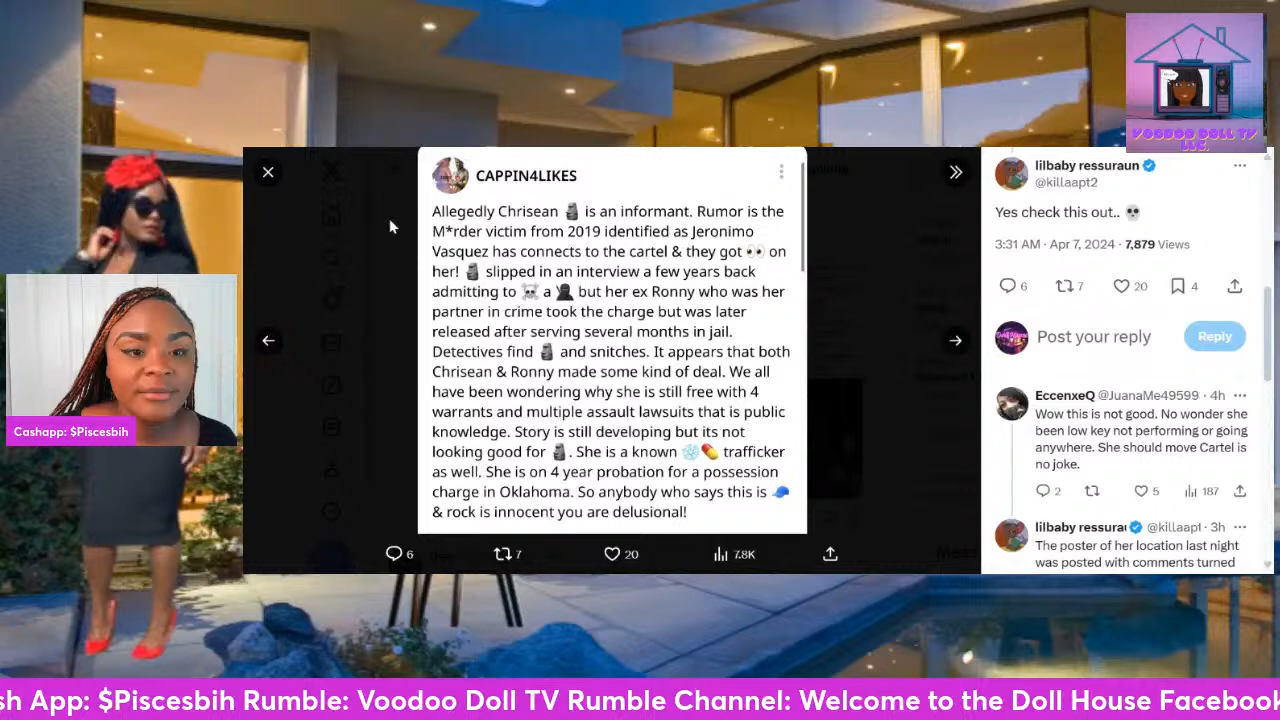 VOODOO DOLL TV
LLC.
CAPPIN4LIKES
Allegedly Chrisean 🗿 is an informant. Rumor is the
M*rder victim from 2019 identified as Jeronimo
Vasquez has connects to the cartel & they got 👀 on
her! 🗿 slipped in an interview a few years back
admitting to ☠️ a 🥷🏿 but her ex Ronny who was her
partner in crime took the charge but was later
released after serving several months in jail.
Detectives find 🗿 and snitches. It appears that both
Chrisean & Ronny made some kind of deal. We all
have been wondering why she is still free with 4
warrants and multiple assault lawsuits that is public
knowledge. Story is still developing but its not
looking good for 🗿. She is a known ❄️💊 trafficker
as well. She is on 4 year probation for a possession
charge in Oklahoma. So anybody who says this is 🧢
& rock is innocent you are delusional!
6
7
20
7.8K
lilbaby ressuraun
@killaapt2
Yes check this out.. 💀
3:31 AM · Apr 7, 2024 · 7,879 Views
6
7
20
4
Post your reply
Reply
EccenxeQ @JuanaMe49599 · 4h
Wow this is not good. No wonder she
been low key not performing or going
anywhere. She should move Cartel is
no joke.
2
5
187
lilbaby ressurau @killaapt · 3h
The poster of her location last night
was posted with comments turned
Cashapp: $Piscesbih
sh App: $Piscesbih Rumble: Voodoo Doll TV Rumble Channel: Welcome to the Doll House Facebook